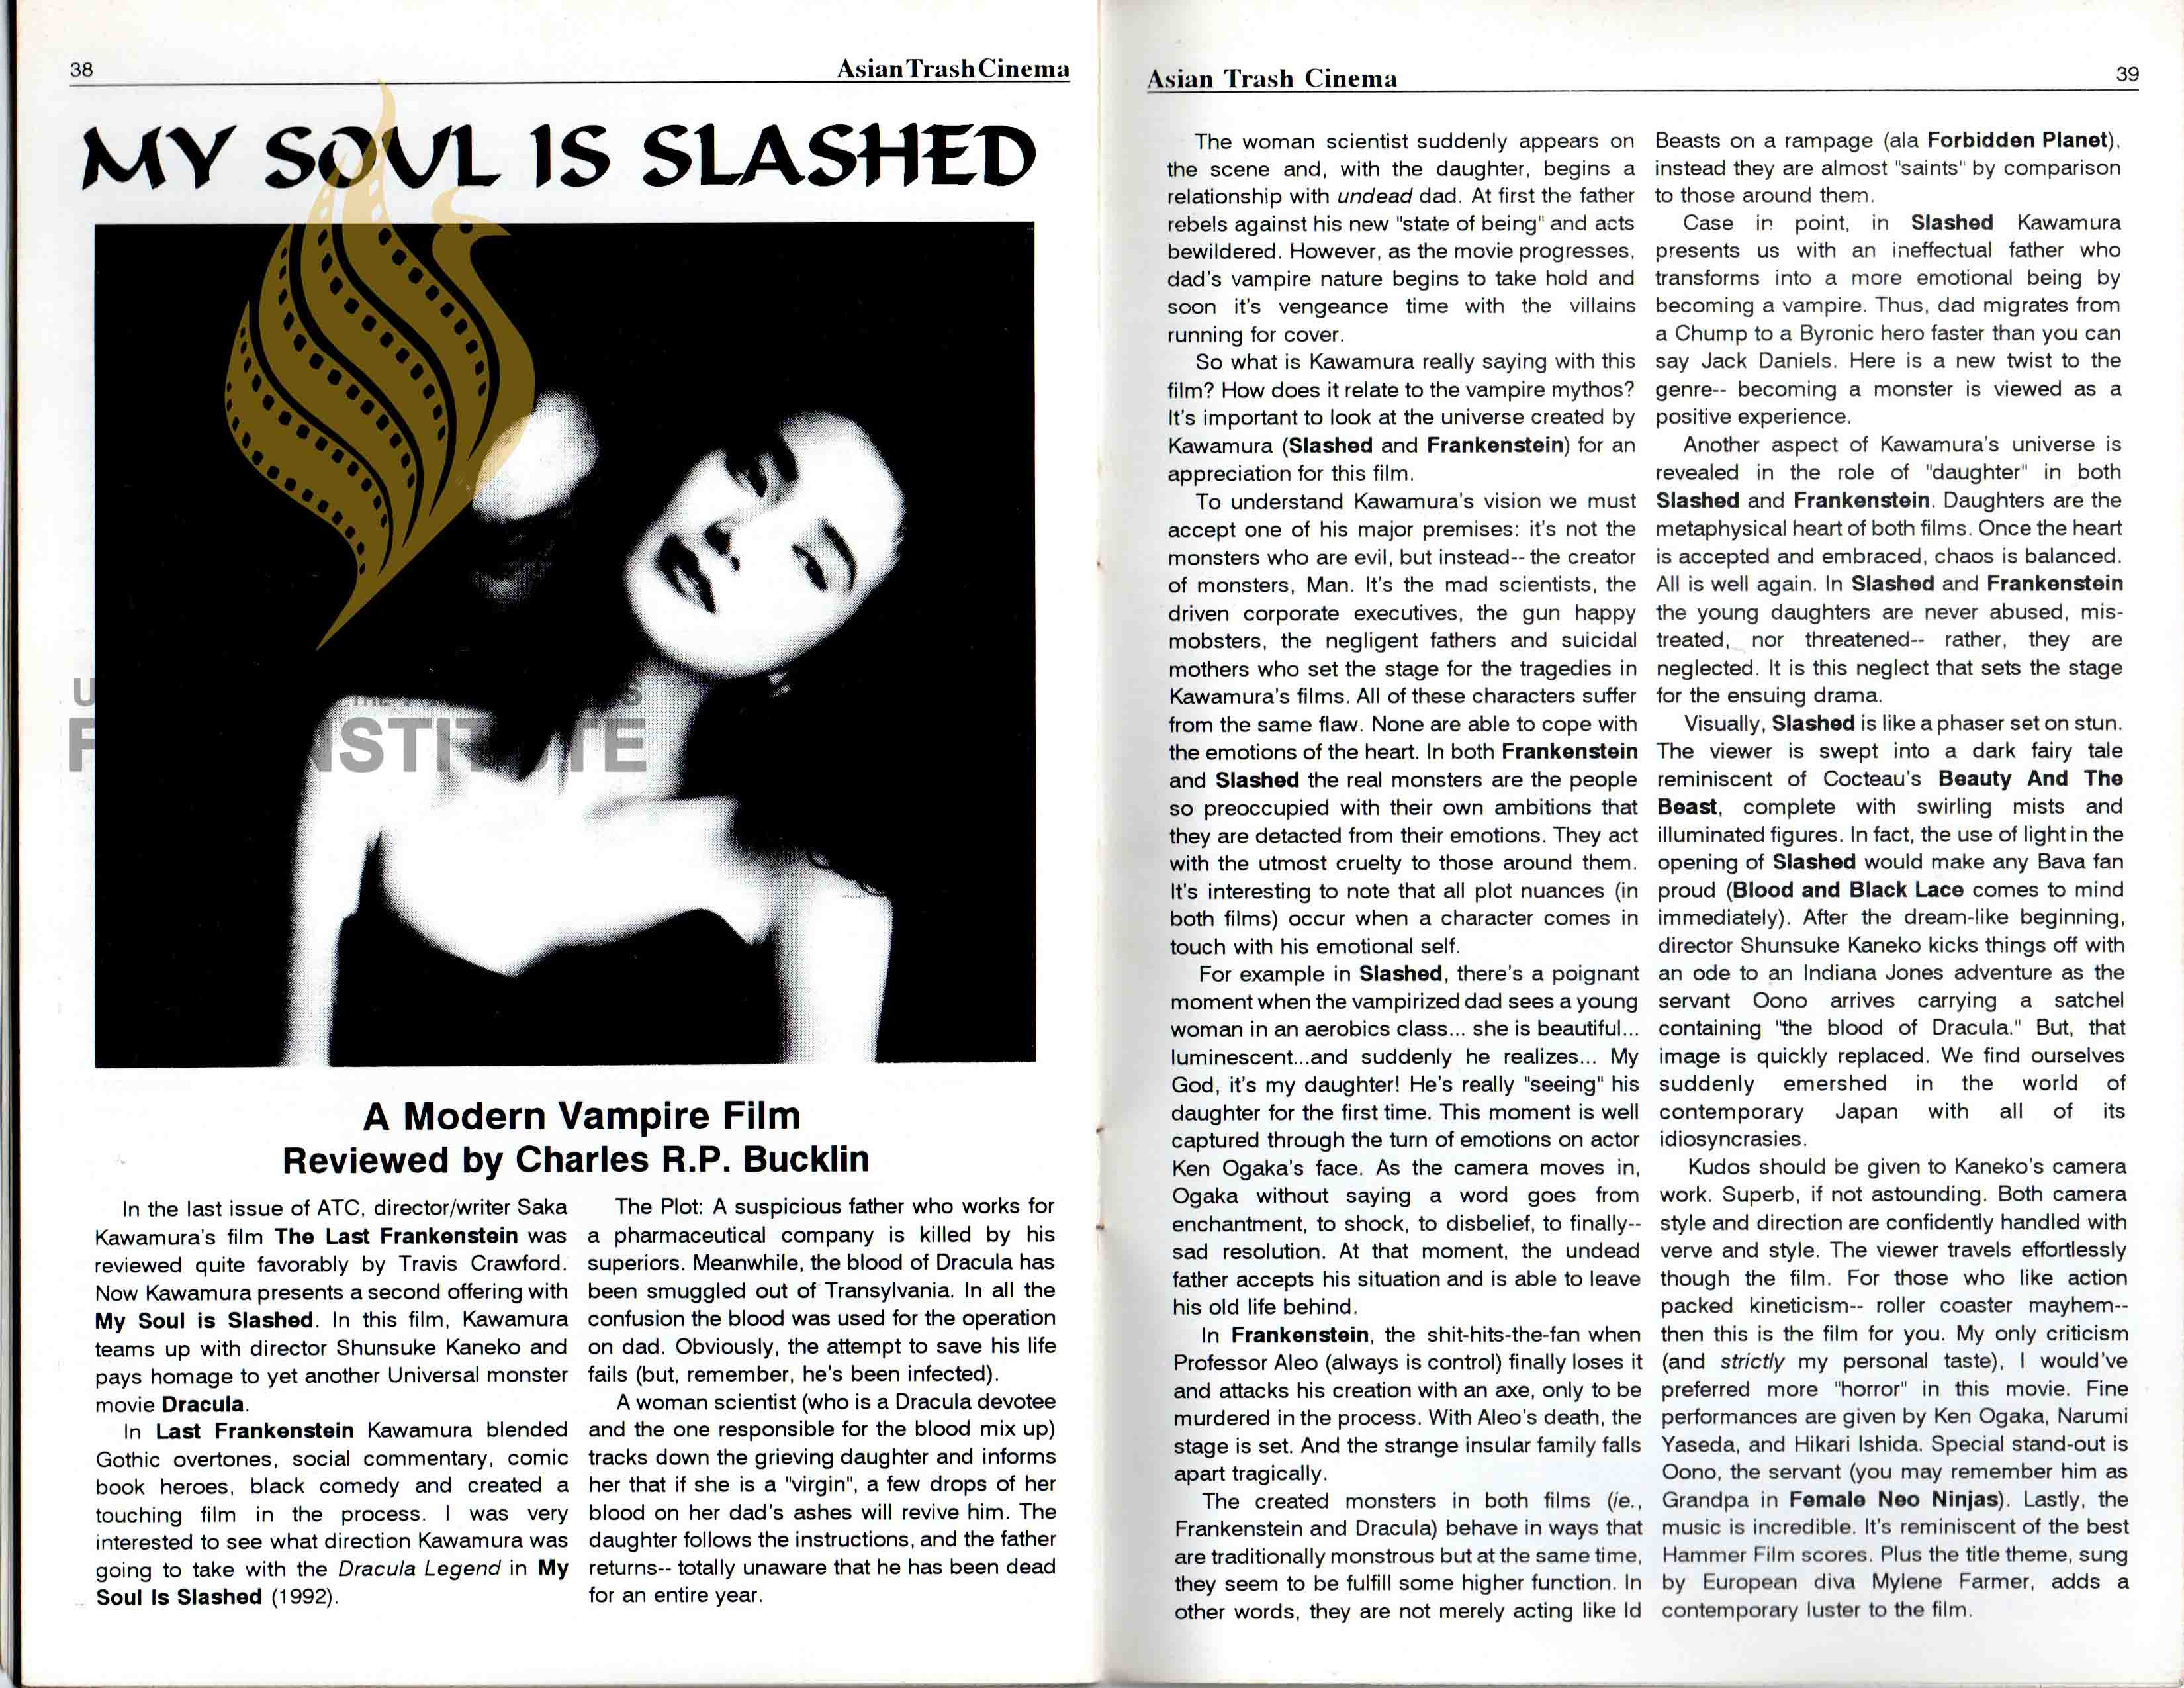 38
Asian Trash Cinema
MY SOUL IS SLASHED
A Modern Vampire Film
Reviewed by Charles R.P. Bucklin
In the last issue of ATC, director/writer Saka
Kawamura's film The Last Frankenstein was
reviewed quite favorably by Travis Crawford.
Now Kawamura presents a second offering with
My Soul is Slashed. In this film, Kawamura
teams up with director Shunsuke Kaneko and
pays homage to yet another Universal monster
movie Dracula.
In Last Frankenstein Kawamura blended
Gothic overtones, social commentary, comic
book heroes, black comedy and created a
touching film in the process. I was very
interested to see what direction Kawamura was
going to take with the Dracula Legend in My
Soul Is Slashed (1992).
The Plot: A suspicious father who works for
a pharmaceutical company is killed by his
superiors. Meanwhile, the blood of Dracula has
been smuggled out of Transylvania. In all the
confusion the blood was used for the operation
on dad. Obviously, the attempt to save his life
fails (but, remember, he's been infected).
A woman scientist (who is a Dracula devotee
and the one responsible for the blood mix up)
tracks down the grieving daughter and informs
her that if she is a "virgin", a few drops of her
blood on her dad's ashes will revive him. The
daughter follows the instructions, and the father
returns-- totally unaware that he has been dead
for an entire year.
Asian Trash Cinema
39
The woman scientist suddenly appears on
the scene and, with the daughter, begins a
relationship with undead dad. At first the father
rebels against his new "state of being" and acts
bewildered. However, as the movie progresses,
dad's vampire nature begins to take hold and
soon it's vengeance time with the villains
running for cover.
So what is Kawamura really saying with this
film? How does it relate to the vampire mythos?
It's important to look at the universe created by
Kawamura (Slashed and Frankenstein) for an
appreciation for this film.
To understand Kawamura's vision we must
accept one of his major premises: it's not the
monsters who are evil, but instead-- the creator
of monsters, Man. It's the mad scientists, the
driven corporate executives, the gun happy
mobsters, the negligent fathers and suicidal
mothers who set the stage for the tragedies in
Kawamura's films. All of these characters suffer
from the same flaw. None are able to cope with
the emotions of the heart. In both Frankenstein
and Slashed the real monsters are the people
so preoccupied with their own ambitions that
they are detacted from their emotions. They act
with the utmost cruelty to those around them.
It's interesting to note that all plot nuances (in
both films) occur when a character comes in
touch with his emotional self.
For example in Slashed, there's a poignant
moment when the vampirized dad sees a young
woman in an aerobics class... she is beautiful...
luminescent...and suddenly he realizes... My
God, it's my daughter! He's really "seeing" his
daughter for the first time. This moment is well
captured through the turn of emotions on actor
Ken Ogaka's face. As the camera moves in,
Ogaka without saying a word goes from
enchantment, to shock, to disbelief, to finally--
sad resolution. At that moment, the undead
father accepts his situation and is able to leave
his old life behind.
In Frankenstein, the shit-hits-the-fan when
Professor Aleo (always is control) finally loses it
and attacks his creation with an axe, only to be
murdered in the process. With Aleo's death, the
stage is set. And the strange insular family falls
apart tragically.
The created monsters in both films (ie.,
Frankenstein and Dracula) behave in ways that
are traditionally monstrous but at the same time,
they seem to be fulfill some higher function. In
other words, they are not merely acting like Id
Beasts on a rampage (ala Forbidden Planet),
instead they are almost "saints" by comparison
to those around them.
Case in point, in Slashed Kawamura
presents us with an ineffectual father who
transforms into a more emotional being by
becoming a vampire. Thus, dad migrates from
a Chump to a Byronic hero faster than you can
say Jack Daniels. Here is a new twist to the
genre-- becoming a monster is viewed as a
positive experience.
Another aspect of Kawamura's universe is
revealed in the role of "daughter" in both
Slashed and Frankenstein. Daughters are the
metaphysical heart of both films. Once the heart
is accepted and embraced, chaos is balanced.
All is well again. In Slashed and Frankenstein
the young daughters are never abused, mis-
treated, nor threatened-- rather, they are
neglected. It is this neglect that sets the stage
for the ensuing drama.
Visually, Slashed is like a phaser set on stun.
The viewer is swept into a dark fairy tale
reminiscent of Cocteau's Beauty And The
Beast, complete with swirling mists and
illuminated figures. In fact, the use of light in the
opening of Slashed would make any Bava fan
proud (Blood and Black Lace comes to mind
immediately). After the dream-like beginning,
director Shunsuke Kaneko kicks things off with
an ode to an Indiana Jones adventure as the
servant Oono arrives carrying a satchel
containing "the blood of Dracula." But, that
image is quickly replaced. We find ourselves
suddenly emershed in the world of
contemporary Japan with all of its
idiosyncrasies.
Kudos should be given to Kaneko's camera
work. Superb, if not astounding. Both camera
style and direction are confidently handled with
verve and style. The viewer travels effortlessly
though the film. For those who like action
packed kineticism-- roller coaster mayhem--
then this is the film for you. My only criticism
(and strictly my personal taste), I would've
preferred more "horror" in this movie. Fine
performances are given by Ken Ogaka, Narumi
Yaseda, and Hikari Ishida. Special stand-out is
Oono, the servant (you may remember him as
Grandpa in Female Neo Ninjas). Lastly, the
music is incredible. It's reminiscent of the best
Hammer Film scores. Plus the title theme, sung
by European diva Mylene Farmer, adds a
contemporary luster to the film.